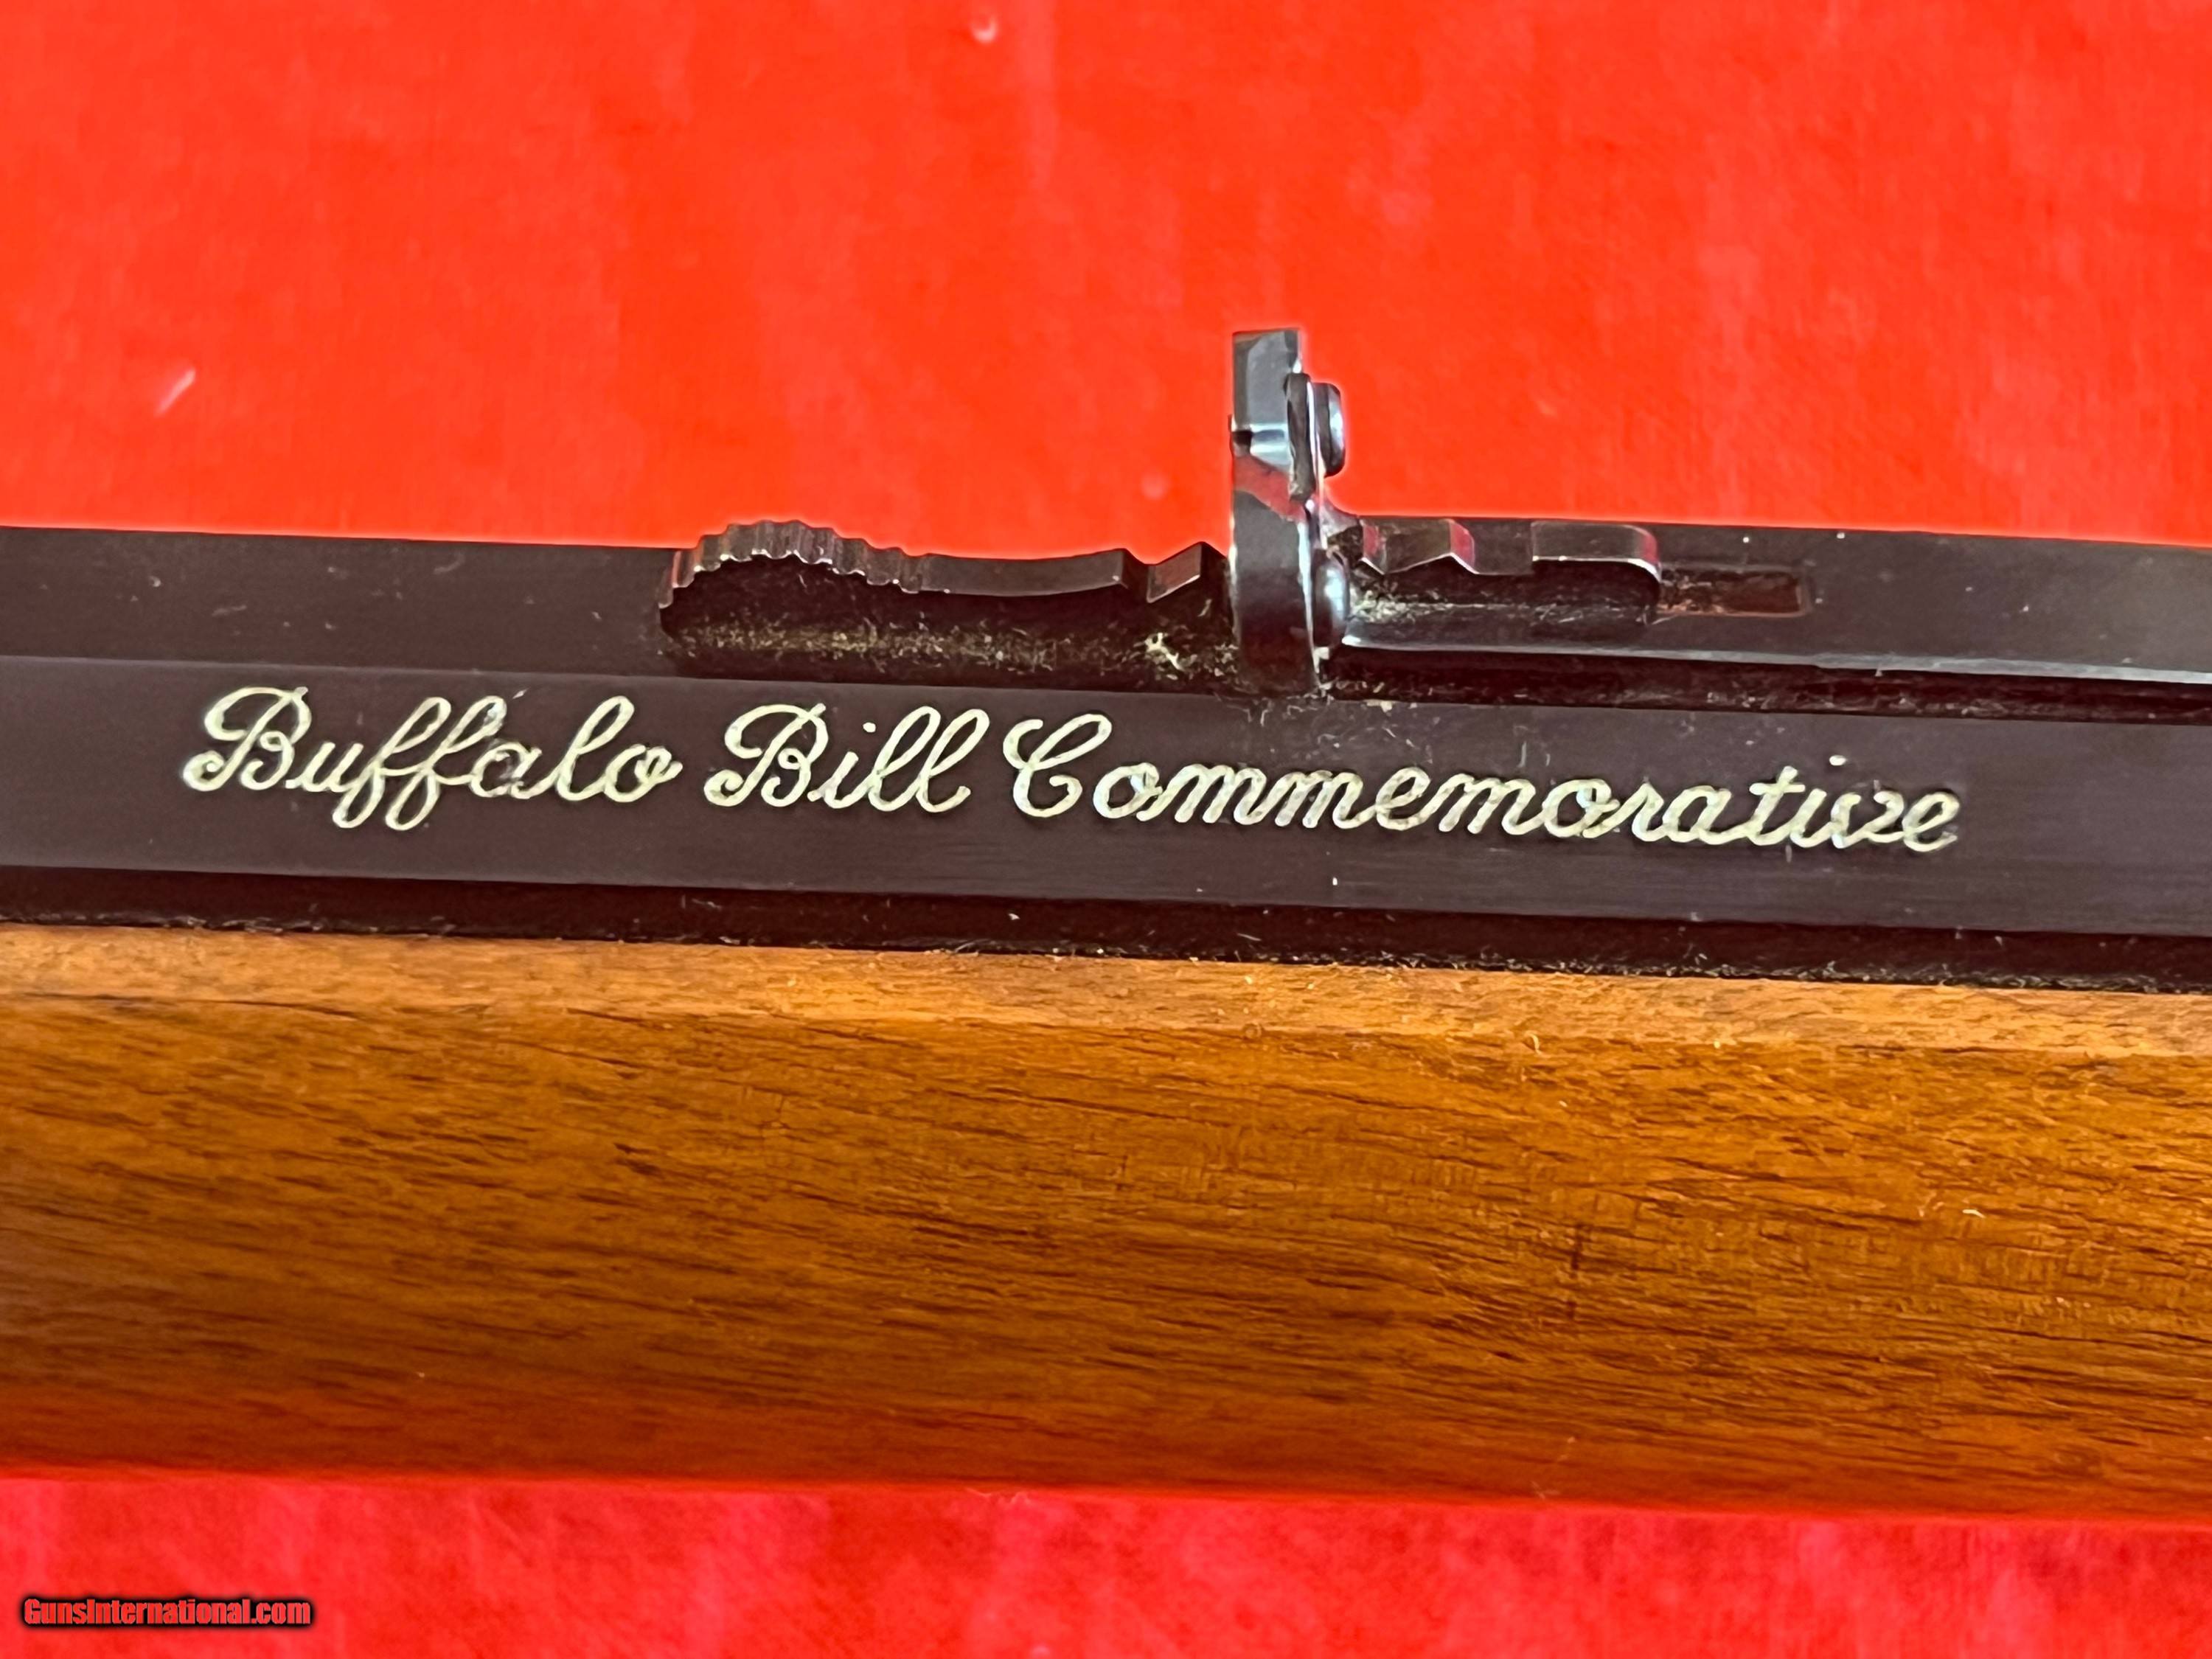 Buffalo Bill Commemorative
GunsInternational.com